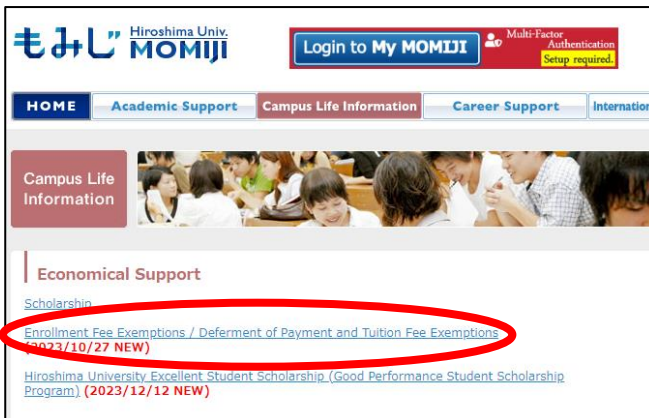 もみじ Hiroshima Univ.
MOMIJI
Login to My MOMIJI
Multi-Factor
Authentication
Setup required.
HOME
Academic Support
Campus Life Information
Career Support
Internation
Campus Life
Information
Economical Support
Scholarship
Enrollment Fee Exemptions / Deferment of Payment and Tuition Fee Exemptions
(2023/10/27 NEW)
Hiroshima University Excellent Student Scholarship (Good Performance Student Scholarship
Program) (2023/12/12 NEW)